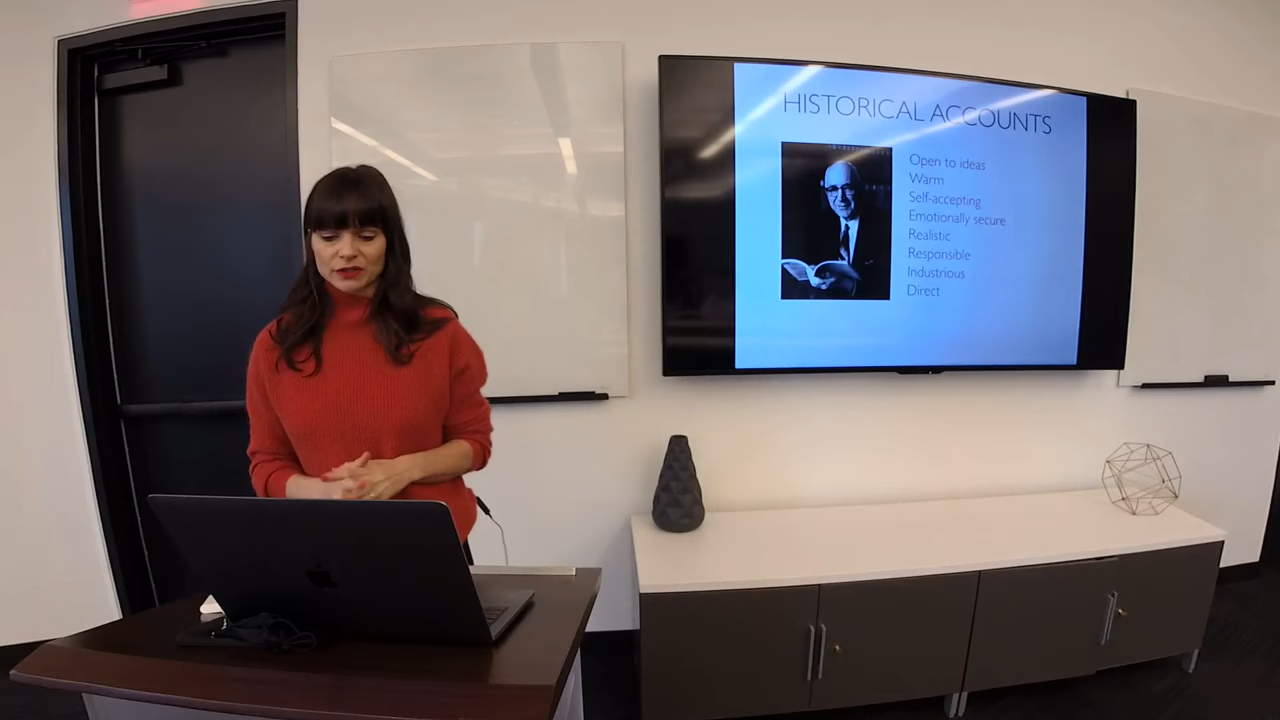 HISTORICAL ACCOUNTS
Open to ideas
Warm
Self-accepting
Emotionally secure
Realistic
Responsible
Industrious
Direct